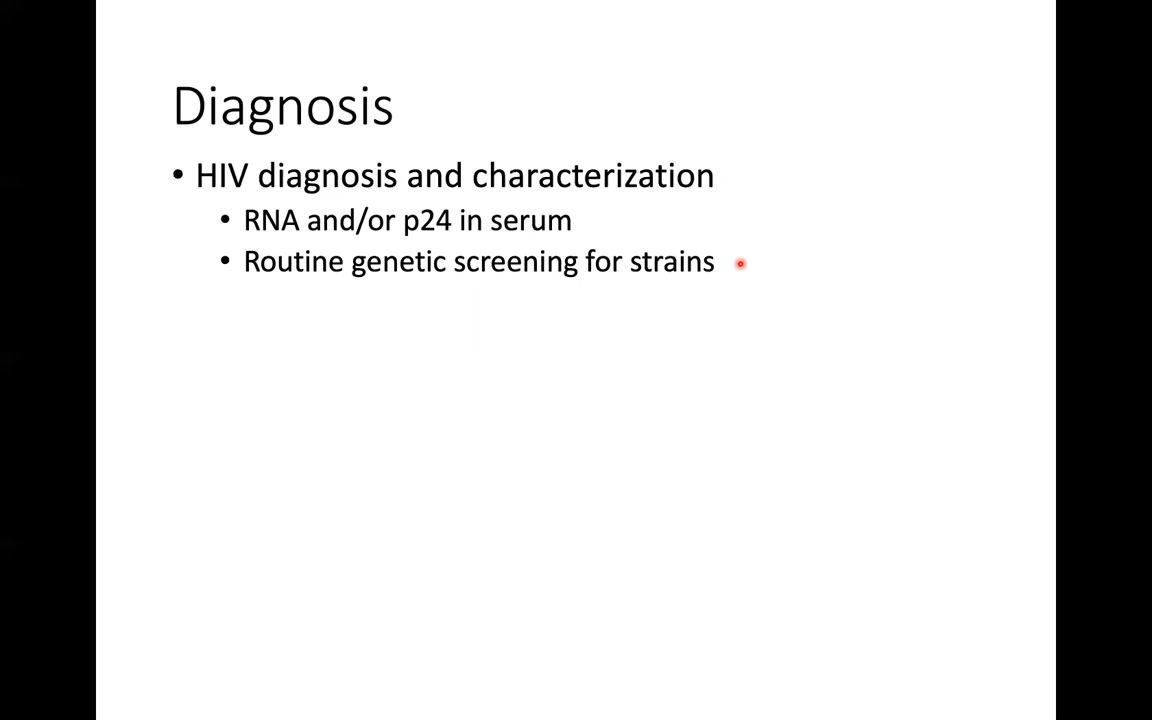 Diagnosis
• HIV diagnosis and characterization
• RNA and/or p24 in serum
• Routine genetic screening for strains